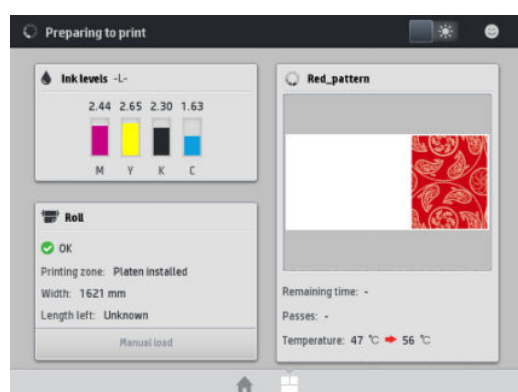 Preparing to print
Ink levels -L-
2.44 2.65 2.30 1.63
M Y K C
Roll
OK
Printing zone: Platen installed
Width: 1621 mm
Length left: Unknown
Manual load
Red_pattern
Remaining time: -
Passes: -
Temperature: 47 °C ➡ 56 °C